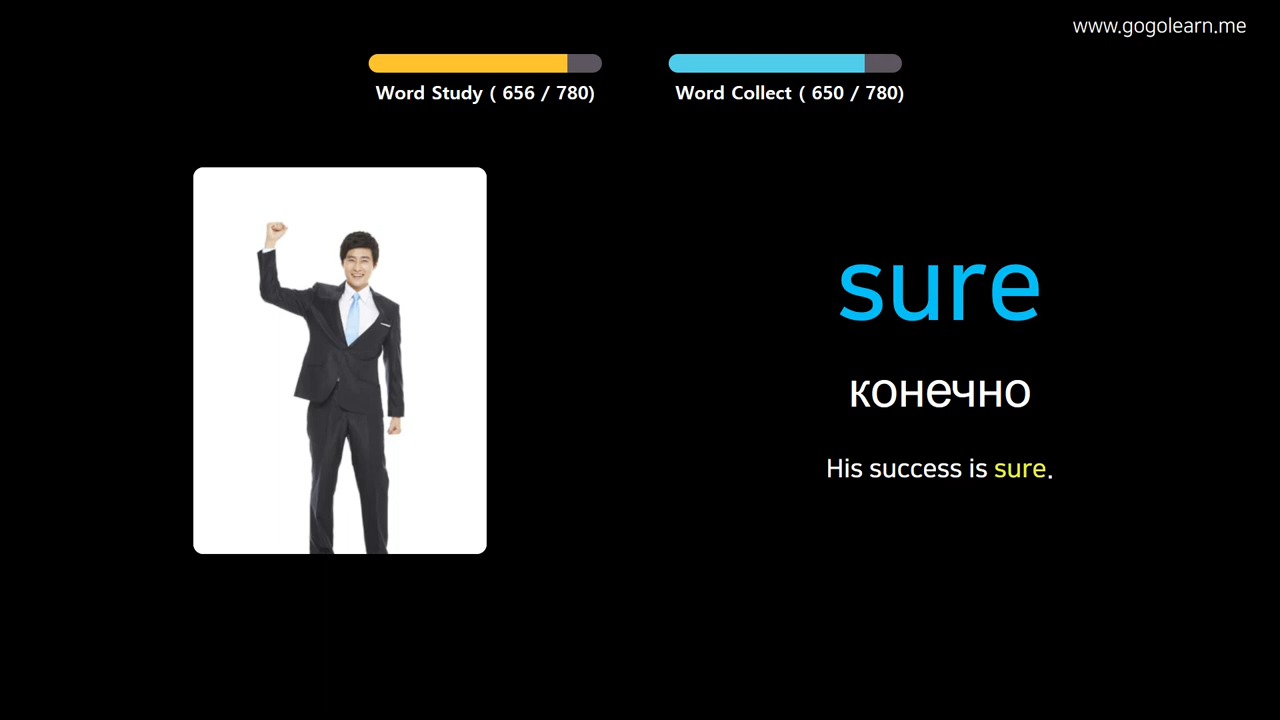 www.gogolearn.me
Word Study ( 656 / 780)
Word Collect ( 650 / 780)
sure
конечно
His success is sure.